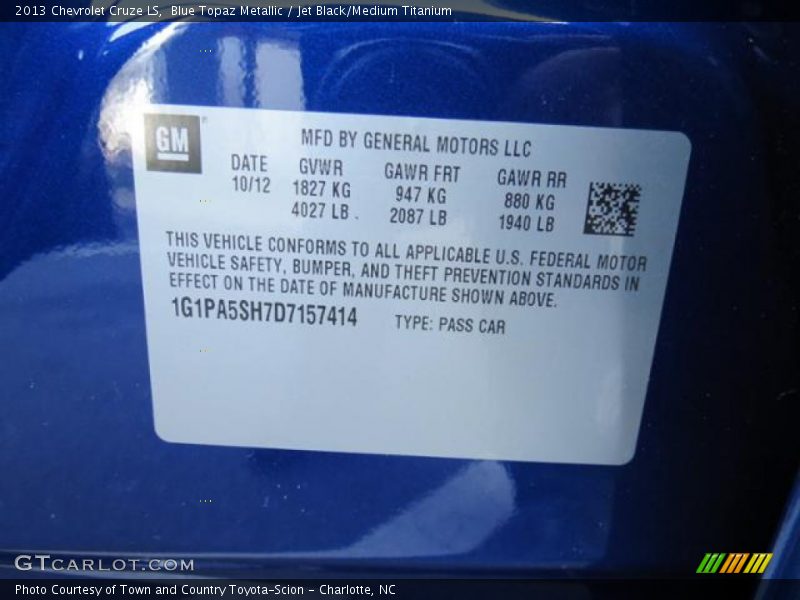 2013 Chevrolet Cruze LS, Blue Topaz Metallic / Jet Black/Medium Titanium
GM
MFD BY GENERAL MOTORS LLC
DATE GVWR GAWR FRT GAWR RR
10/12 1827 KG 947 KG 880 KG
4027 LB 2087 LB 1940 LB
THIS VEHICLE CONFORMS TO ALL APPLICABLE U.S. FEDERAL MOTOR
VEHICLE SAFETY, BUMPER, AND THEFT PREVENTION STANDARDS IN
EFFECT ON THE DATE OF MANUFACTURE SHOWN ABOVE.
1G1PA5SH7D7157414 TYPE: PASS CAR
GTCARLOT.COM
Photo Courtesy of Town and Country Toyota-Scion - Charlotte, NC